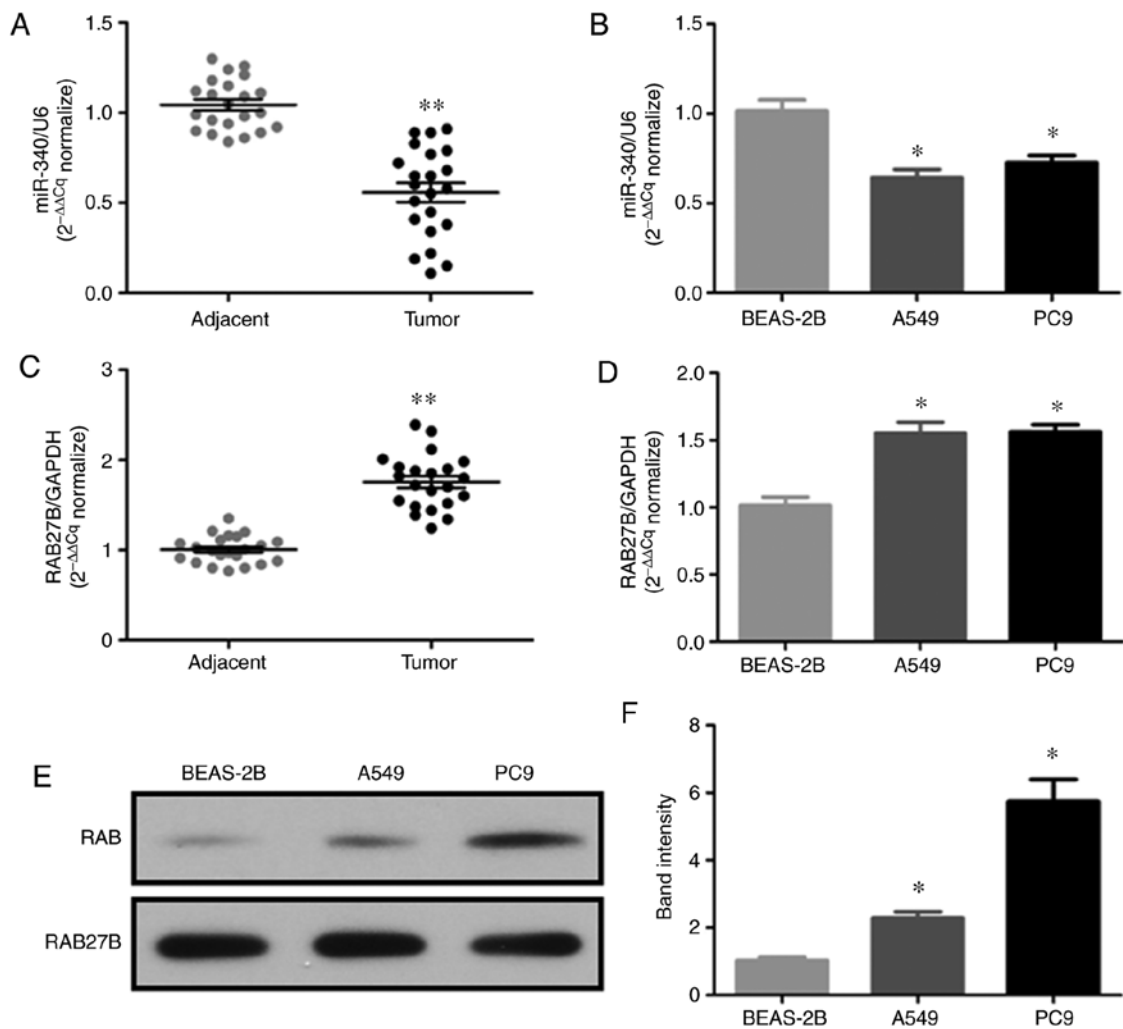 A
1.5
1.0
0.5
0.0
miR-340/U6
(2−ΔΔCq normalize)
**
Adjacent
Tumor
B
1.5
1.0
0.5
0.0
miR-340/U6
(2−ΔΔCq normalize)
*
*
BEAS-2B
A549
PC9
C
3
2
1
0
RAB27B/GAPDH
(2−ΔΔCq normalize)
**
Adjacent
Tumor
D
2.0
1.5
1.0
0.5
0.0
RAB27B/GAPDH
(2−ΔΔCq normalize)
*
*
BEAS-2B
A549
PC9
E
BEAS-2B
A549
PC9
RAB
RAB27B
F
8
6
4
2
0
Band intensity
*
*
BEAS-2B
A549
PC9